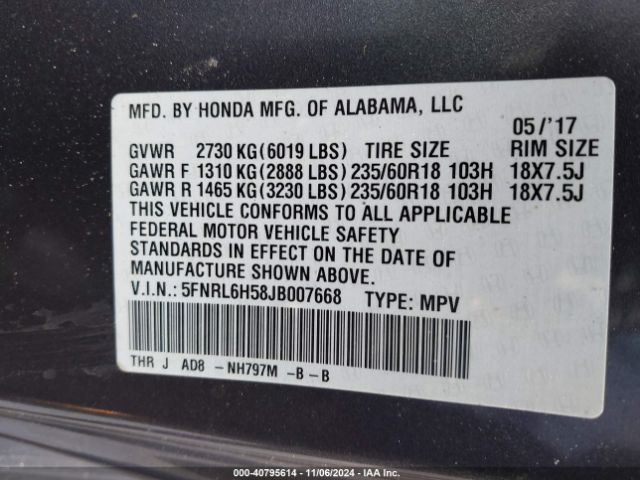 MFD. BY HONDA MFG. OF ALABAMA, LLC
05/'17
GVWR 2730 KG(6019 LBS) TIRE SIZE RIM SIZE
GAWR F 1310 KG(2888 LBS) 235/60R18 103H 18X7.5J
GAWR R 1465 KG(3230 LBS) 235/60R18 103H 18X7.5J
THIS VEHICLE CONFORMS TO ALL APPLICABLE
FEDERAL MOTOR VEHICLE SAFETY
STANDARDS IN EFFECT ON THE DATE OF
MANUFACTURE SHOWN ABOVE.
V.I.N.: 5FNRL6H58JB007668 TYPE: MPV
THR J AD8 -NH797M -B-B
000-40795614 - 11/06/2024 - IAA Inc.